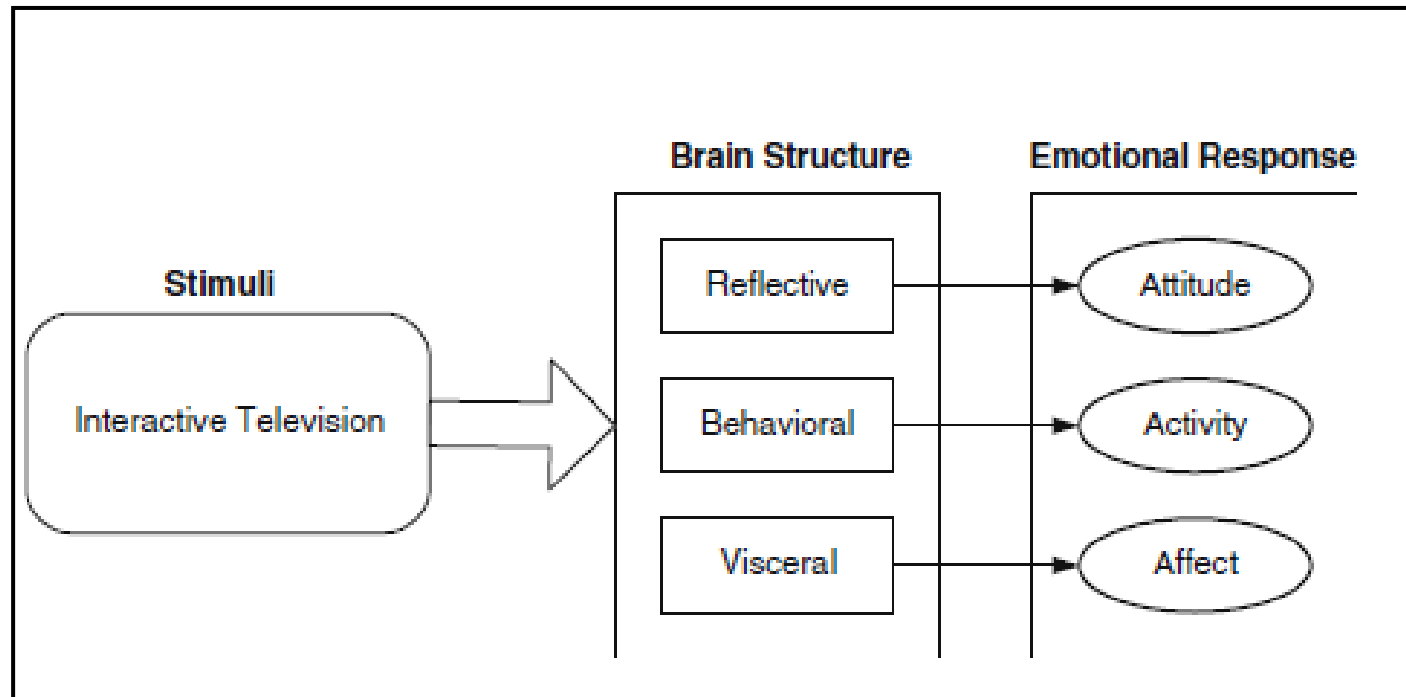 Brain Structure
Emotional Response
Stimuli
Reflective
Attitude
Interactive Television
Behavioral
Activity
Visceral
Affect